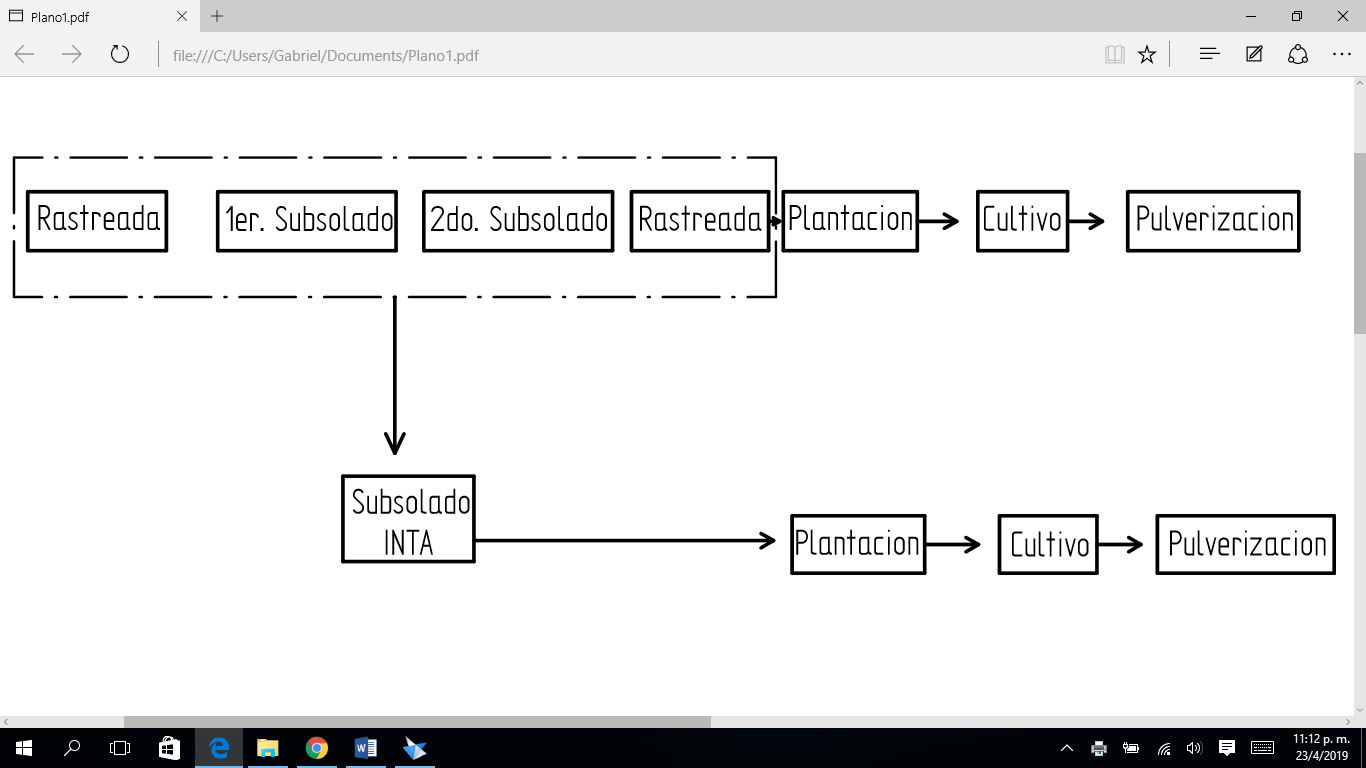 Plano1.pdf
file:///C:/Users/Gabriel/Documents/Plano1.pdf
Rastreada
1er. Subsolado
2do. Subsolado
Rastreada
Plantacion
Cultivo
Pulverizacion
Subsolado
INTA
Plantacion
Cultivo
Pulverizacion
11:12 p. m.
23/4/2019